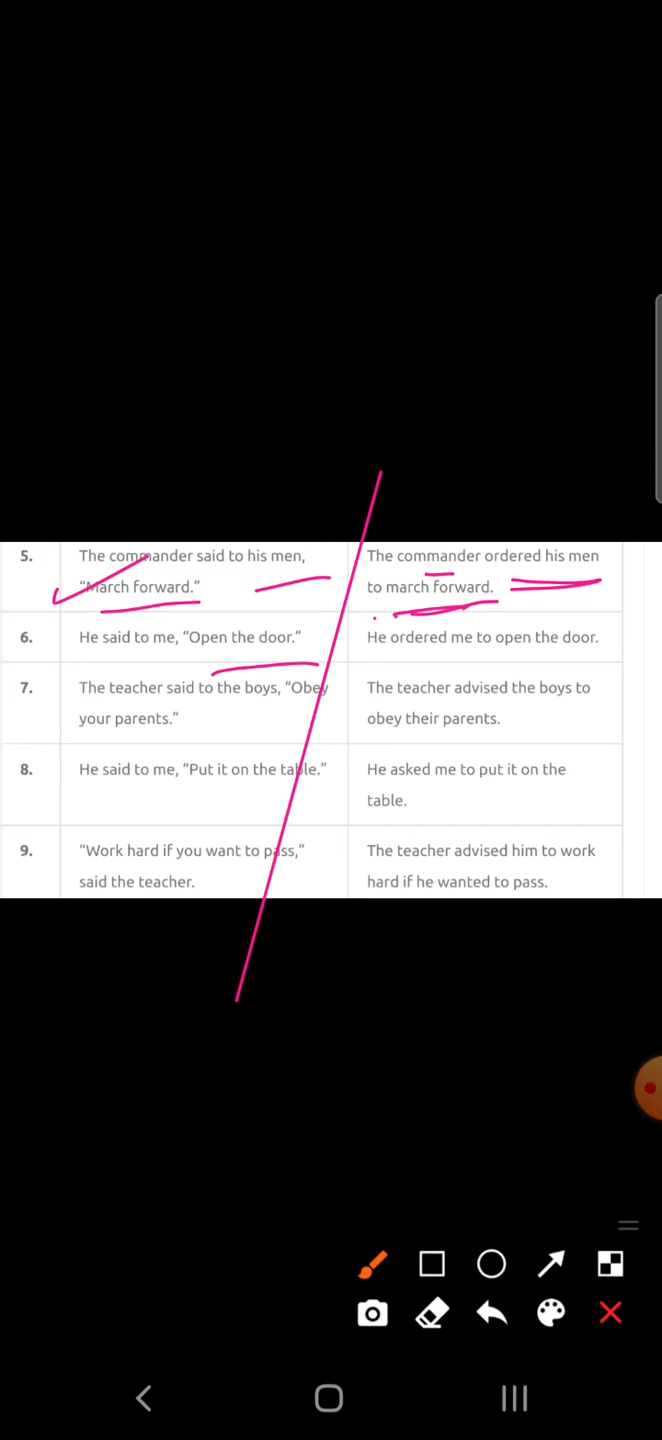 5. The commander said to his men, The commander ordered his men
"March forward." to march forward.
6. He said to me, "Open the door." He ordered me to open the door.
7. The teacher said to the boys, "Obey The teacher advised the boys to
your parents." obey their parents.
8. He said to me, "Put it on the table." He asked me to put it on the
table.
9. "Work hard if you want to pass," The teacher advised him to work
said the teacher. hard if he wanted to pass.